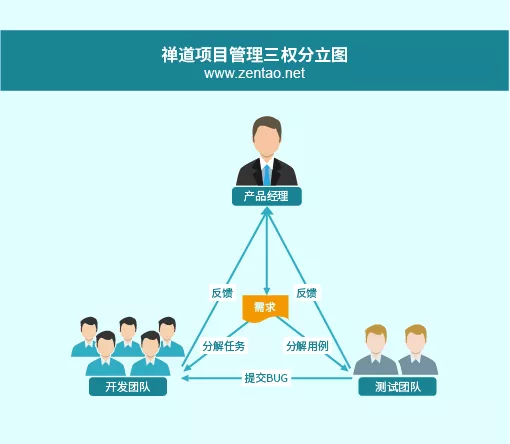 禅道项目管理三权分立图
www.zentao.net
产品经理
反馈
需求
反馈
分解任务
分解用例
开发团队
提交BUG
测试团队